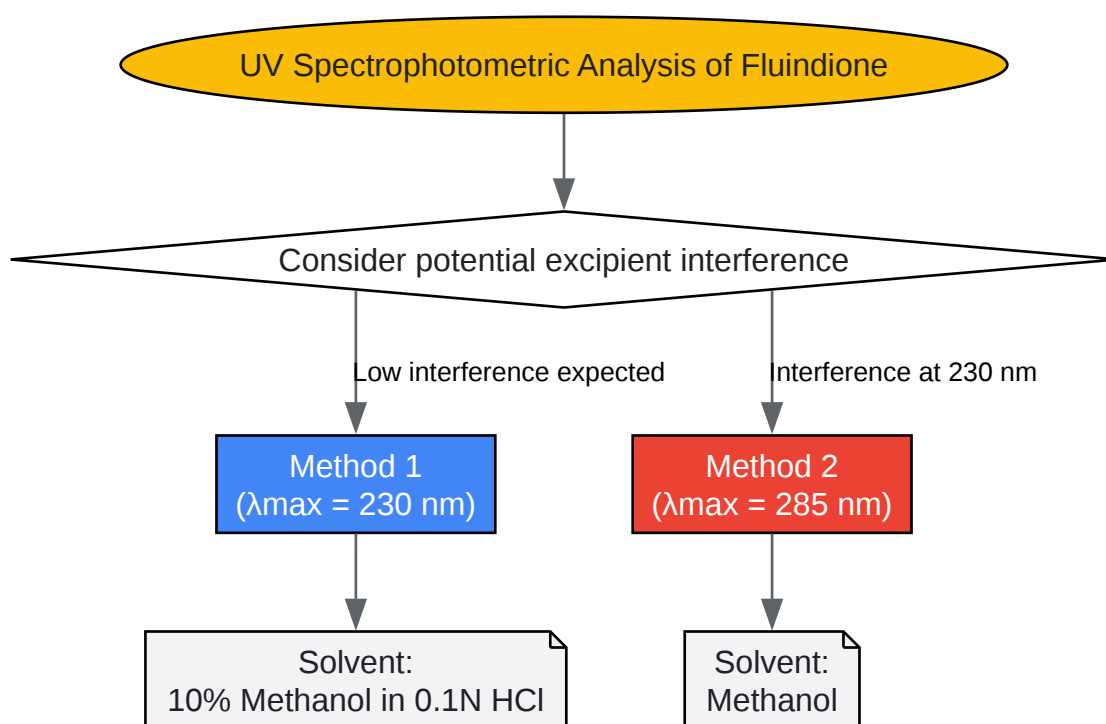 UV Spectrophotometric Analysis of Fluindione
Consider potential excipient interference
Low interference expected
Interference at 230 nm
Method 1
(λmax = 230 nm)
Method 2
(λmax = 285 nm)
Solvent:
10% Methanol in 0.1N HCl
Solvent:
Methanol